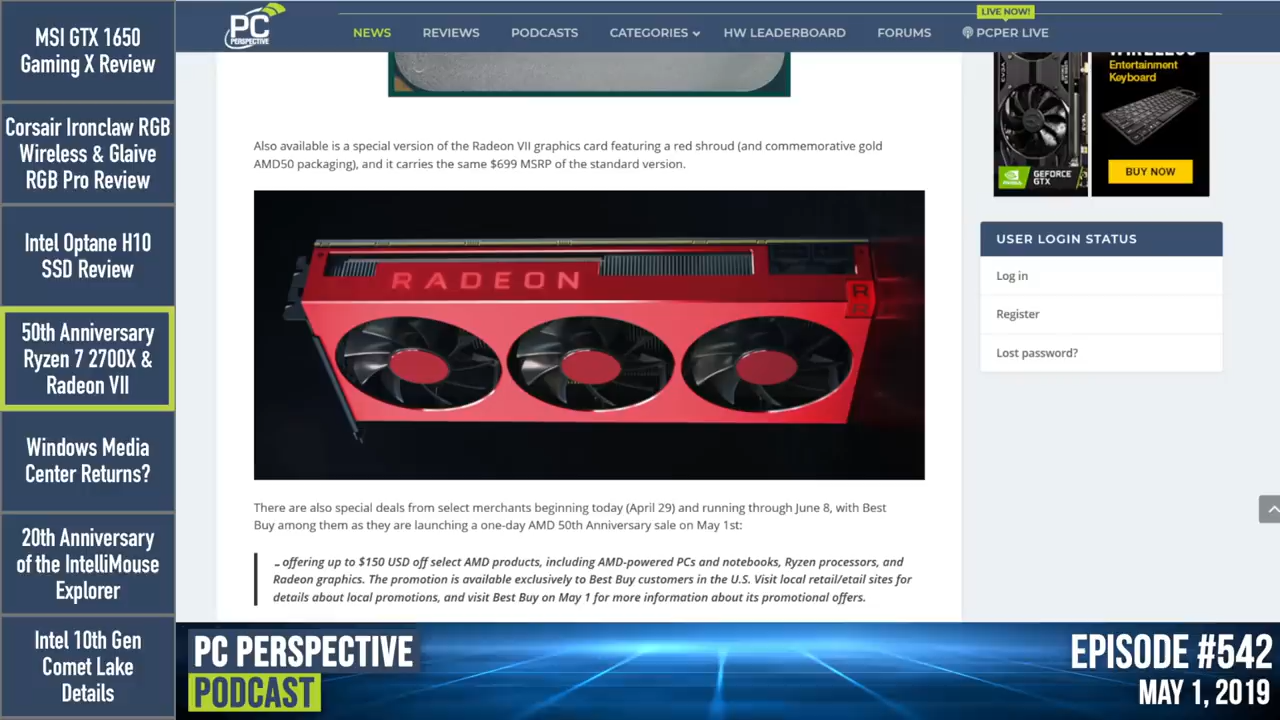 MSI GTX 1650
Gaming X Review
Corsair Ironclaw RGB
Wireless & Glaive
RGB Pro Review
Intel Optane H10
SSD Review
50th Anniversary
Ryzen 7 2700X &
Radeon VII
Windows Media
Center Returns?
20th Anniversary
of the IntelliMouse
Explorer
Intel 10th Gen
Comet Lake
Details
PC
PERSPECTIVE
NEWS
REVIEWS
PODCASTS
CATEGORIES
HW LEADERBOARD
FORUMS
LIVE NOW!
PCPER LIVE
Also available is a special version of the Radeon VII graphics card featuring a red shroud (and commemorative gold
AMD50 packaging), and it carries the same $699 MSRP of the standard version.
RADEON
R
There are also special deals from select merchants beginning today (April 29) and running through June 8, with Best
Buy among them as they are launching a one-day AMD 50th Anniversary sale on May 1st:
…offering up to $150 USD off select AMD products, including AMD-powered PCs and notebooks, Ryzen processors, and
Radeon graphics. The promotion is available exclusively to Best Buy customers in the U.S. Visit local retail/etail sites for
details about local promotions, and visit Best Buy on May 1 for more information about its promotional offers.
EVGA
NVIDIA
GEFORCE
GTX
WIRELESS
Entertainment
Keyboard
BUY NOW
USER LOGIN STATUS
Log in
Register
Lost password?
PC PERSPECTIVE
PODCAST
EPISODE #542
MAY 1, 2019